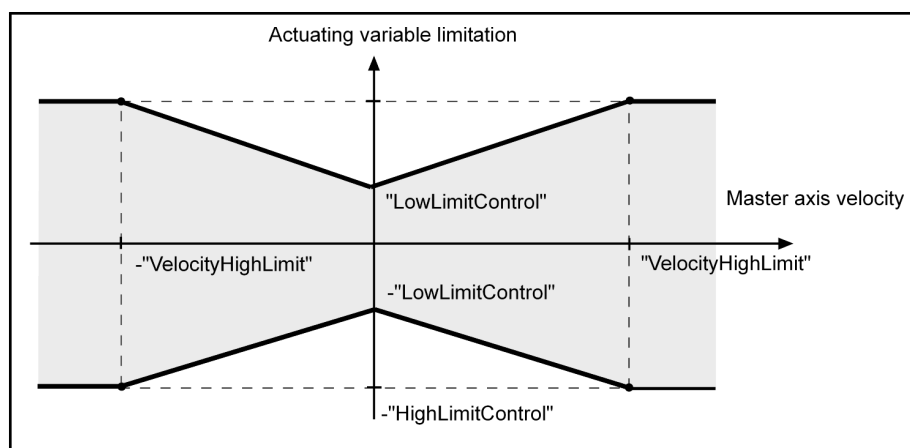 Actuating variable limitation
"LowLimitControl"
Master axis velocity
-"VelocityHighLimit"
"VelocityHighLimit"
-"LowLimitControl"
-"HighLimitControl"